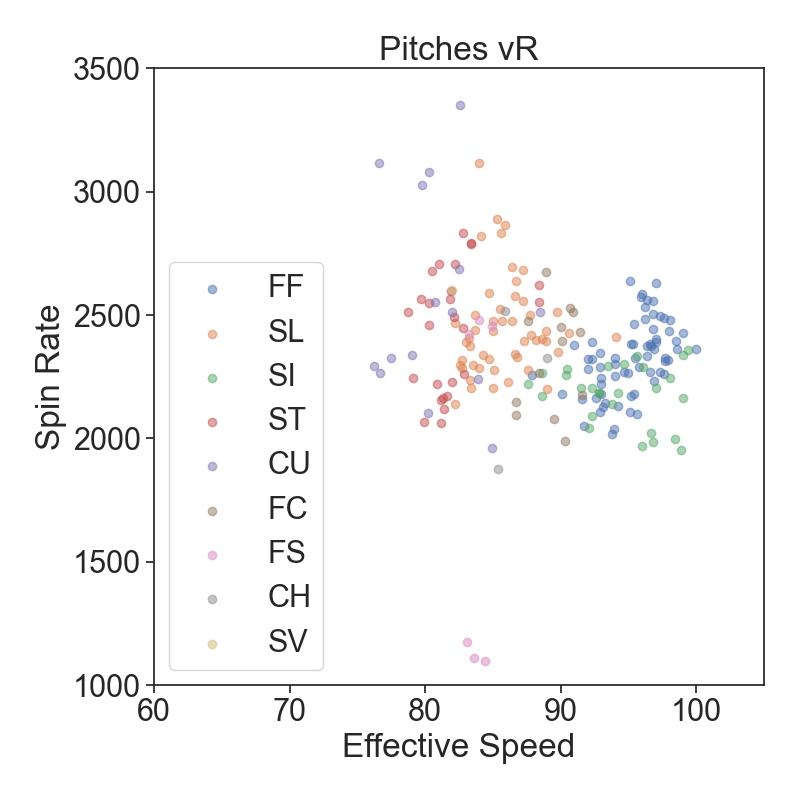 Pitches vR
3500
3000
2500
2000
1500
1000
Spin Rate
FF
SL
SI
ST
CU
FC
FS
CH
SV
60 70 80 90 100
Effective Speed